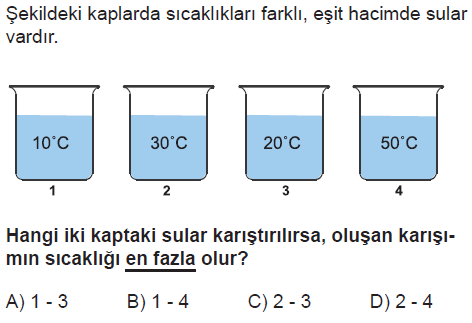 Şekildeki kaplarda sıcaklıkları farklı, eşit hacimde sular
vardır.
10˚C 30˚C 20˚C 50˚C
1 2 3 4
Hangi iki kaptaki sular karıştırılırsa, oluşan karışı-
mın sıcaklığı en fazla olur?
A) 1 - 3 B) 1 - 4 C) 2 - 3 D) 2 - 4